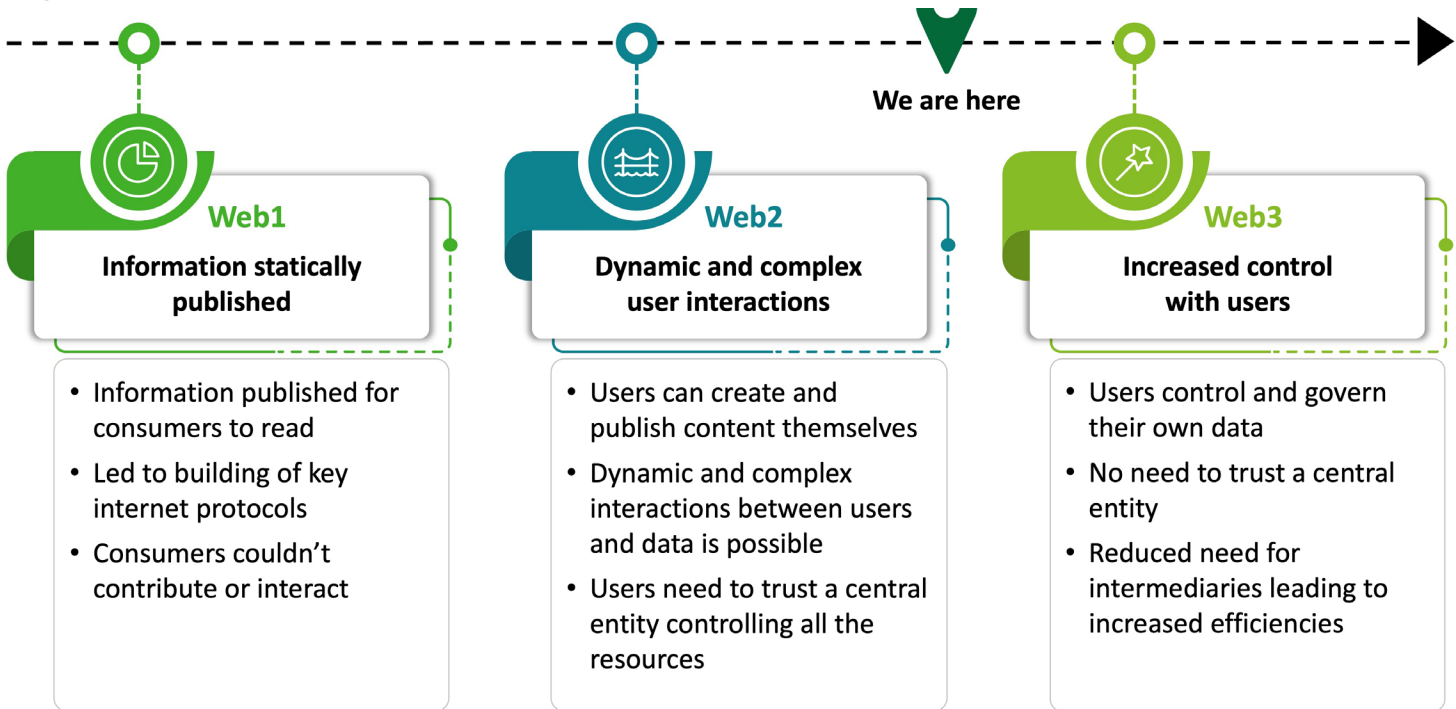 We are here
Web1
Information statically
published
• Information published for
consumers to read
• Led to building of key
internet protocols
• Consumers couldn’t
contribute or interact
Web2
Dynamic and complex
user interactions
• Users can create and
publish content themselves
• Dynamic and complex
interactions between users
and data is possible
• Users need to trust a central
entity controlling all the
resources
Web3
Increased control
with users
• Users control and govern
their own data
• No need to trust a central
entity
• Reduced need for
intermediaries leading to
increased efficiencies